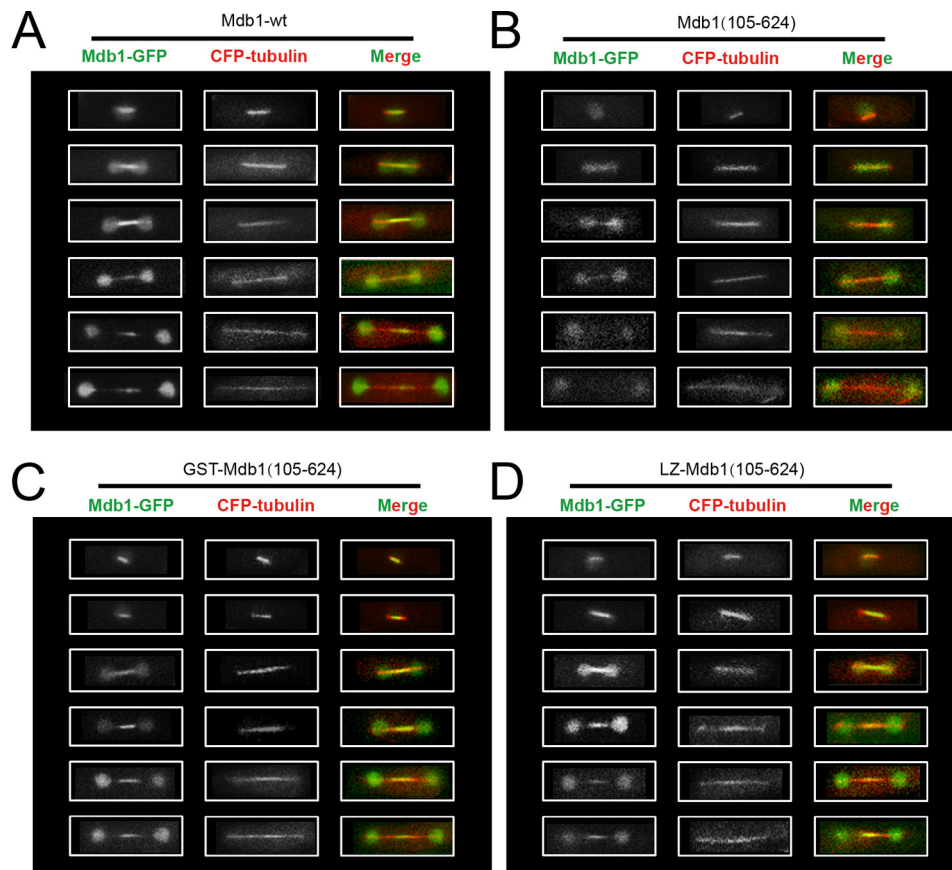 A
Mdb1-wt
Mdb1-GFP CFP-tubulin Merge
B
Mdb1(105-624)
Mdb1-GFP CFP-tubulin Merge
C
GST-Mdb1(105-624)
Mdb1-GFP CFP-tubulin Merge
D
LZ-Mdb1(105-624)
Mdb1-GFP CFP-tubulin Merge